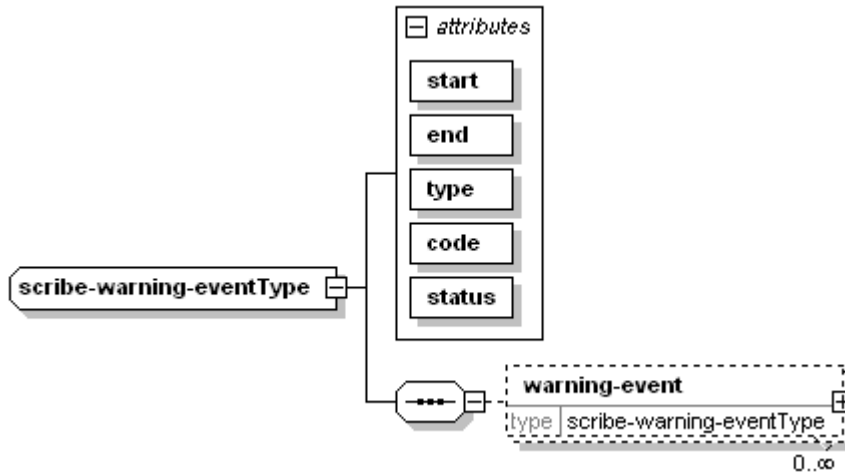 attributes
start
end
type
code
status
scribe-warning-eventType
warning-event
type scribe-warning-eventType
0..∞